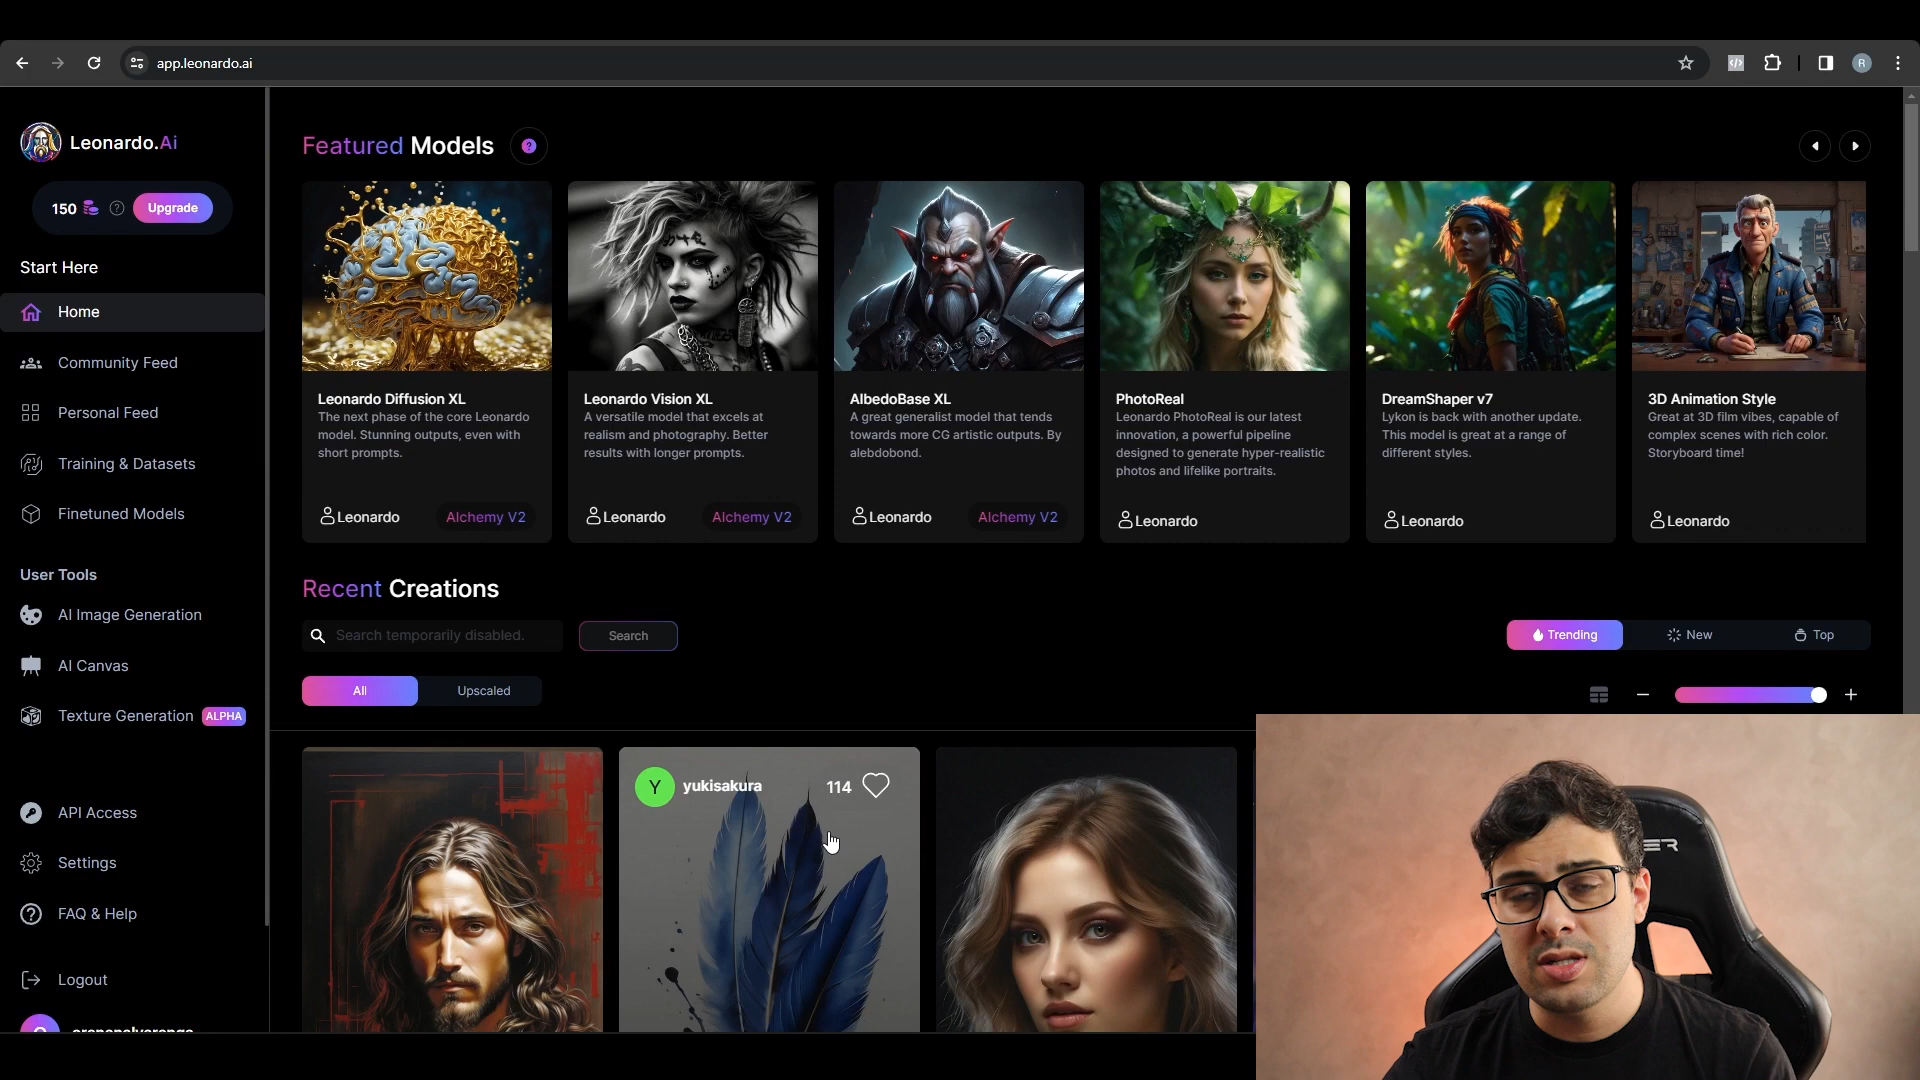 app.leonardo.ai
R
Leonardo.Ai
150
Upgrade
Start Here
Home
Community Feed
Personal Feed
Training & Datasets
Finetuned Models
User Tools
AI Image Generation
AI Canvas
Texture Generation ALPHA
API Access
Settings
FAQ & Help
Logout
Featured Models
Leonardo Diffusion XL
The next phase of the core Leonardo
model. Stunning outputs, even with
short prompts.
Leonardo
Alchemy V2
Leonardo Vision XL
A versatile model that excels at
realism and photography. Better
results with longer prompts.
Leonardo
Alchemy V2
AlbedoBase XL
A great generalist model that tends
towards more CG artistic outputs. By
alebdobond.
Leonardo
Alchemy V2
PhotoReal
Leonardo PhotoReal is our latest
innovation, a powerful pipeline
designed to generate hyper-realistic
photos and lifelike portraits.
Leonardo
DreamShaper v7
Lykon is back with another update.
This model is great at a range of
different styles.
Leonardo
3D Animation Style
Great at 3D film vibes, capable of
complex scenes with rich color.
Storyboard time!
Leonardo
Recent Creations
Search temporarily disabled.
Search
Trending
New
Top
All
Upscaled
Y
yukisakura
114